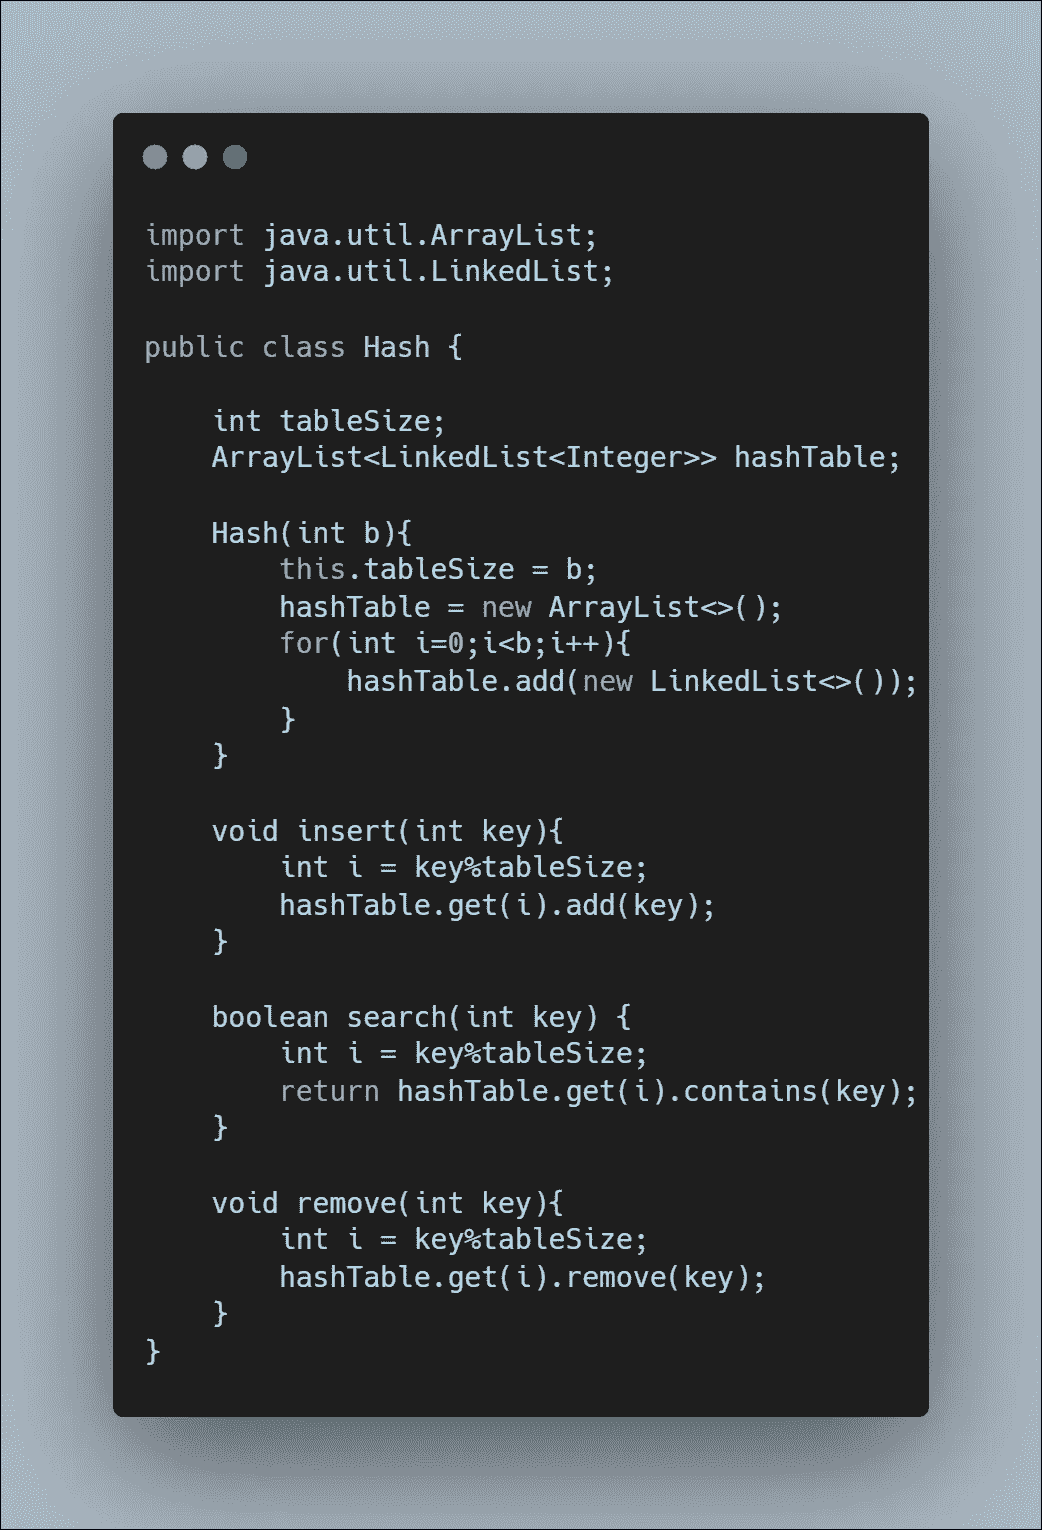 import java.util.ArrayList;
import java.util.LinkedList;

public class Hash {

    int tableSize;
    ArrayList<LinkedList<Integer>> hashTable;

    Hash(int b){
        this.tableSize = b;
        hashTable = new ArrayList<>();
        for(int i=0;i<b;i++){
            hashTable.add(new LinkedList<>());
        }
    }

    void insert(int key){
        int i = key%tableSize;
        hashTable.get(i).add(key);
    }

    boolean search(int key) {
        int i = key%tableSize;
        return hashTable.get(i).contains(key);
    }

    void remove(int key){
        int i = key%tableSize;
        hashTable.get(i).remove(key);
    }
}